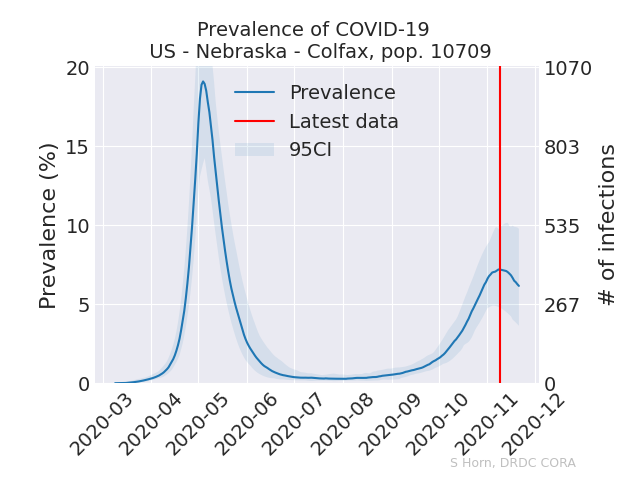 Prevalence of COVID-19
US - Nebraska - Colfax, pop. 10709
Prevalence (%)
20
15
10
5
0
Prevalence
Latest data
95CI
1070
803
535
267
0
# of infections
2020-03
2020-04
2020-05
2020-06
2020-07
2020-08
2020-09
2020-10
2020-11
2020-12
S Horn, DRDC CORA